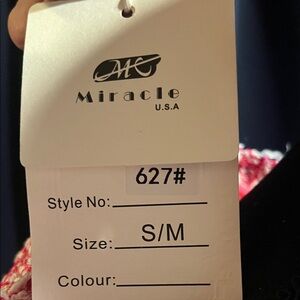 MC
Miracle
U.S.A
627#
Style No:
Size: S/M
Colour: